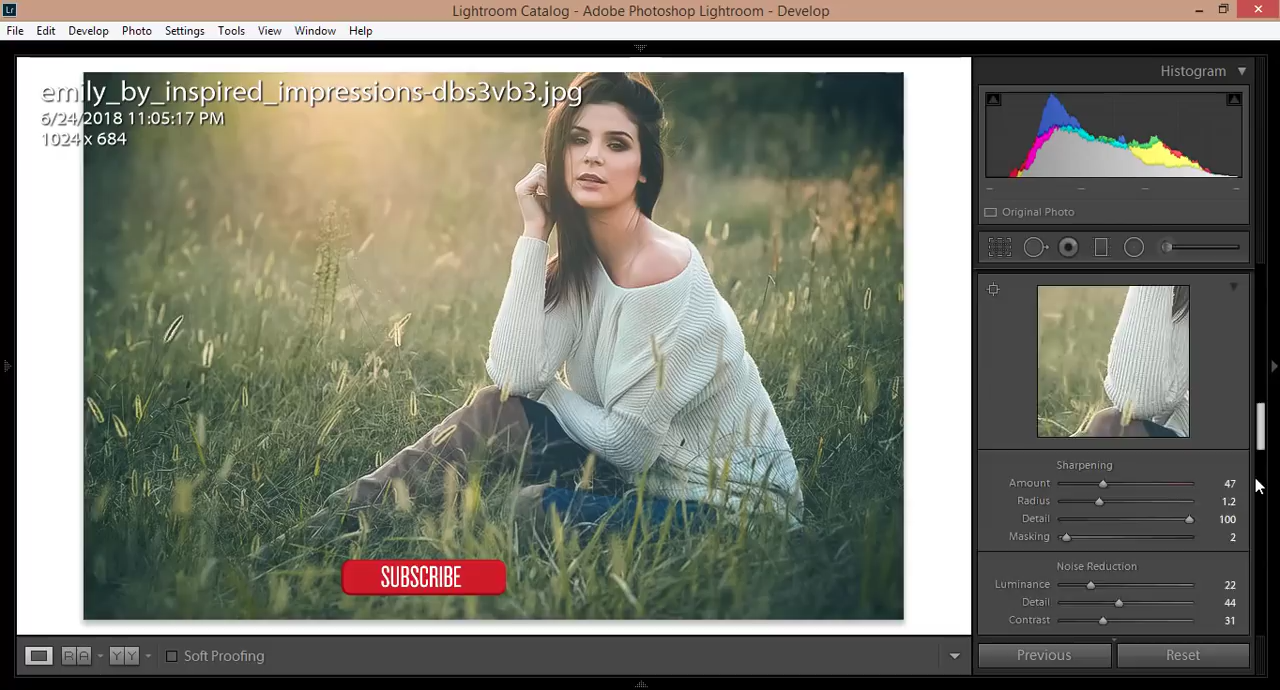 Lr
Lightroom Catalog - Adobe Photoshop Lightroom - Develop
File Edit Develop Photo Settings Tools View Window Help
emily_by_inspired_impressions-dbs3vb3.jpg
6/24/2018 11:05:17 PM
1024 x 684
SUBSCRIBE
Histogram
Original Photo
Sharpening
Amount 47
Radius 1.2
Detail 100
Masking 2
Noise Reduction
Luminance 22
Detail 44
Contrast 31
R A Y Y Soft Proofing
Previous Reset